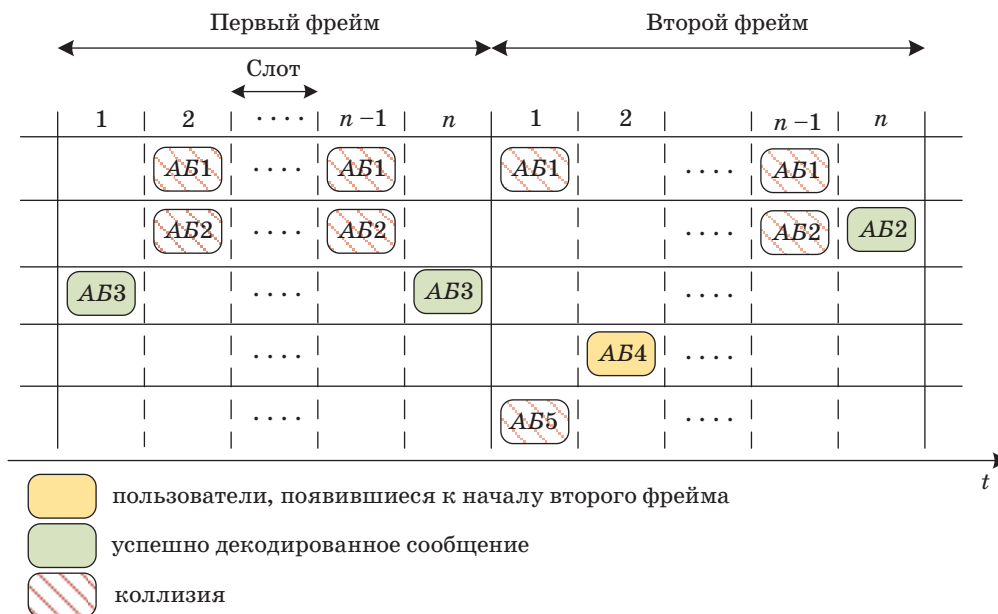 Первый фрейм Второй фрейм
Слот
1 2 .... n –1 n 1 2 n –1 n
АБ1 .... АБ1 АБ1 .... АБ1
АБ2 .... АБ2 .... АБ2 АБ2
АБ3 .... АБ3 ....
.... АБ4 ....
.... АБ5 ....
t
пользователи, появившиеся к началу второго фрейма
успешно декодированное сообщение
коллизия